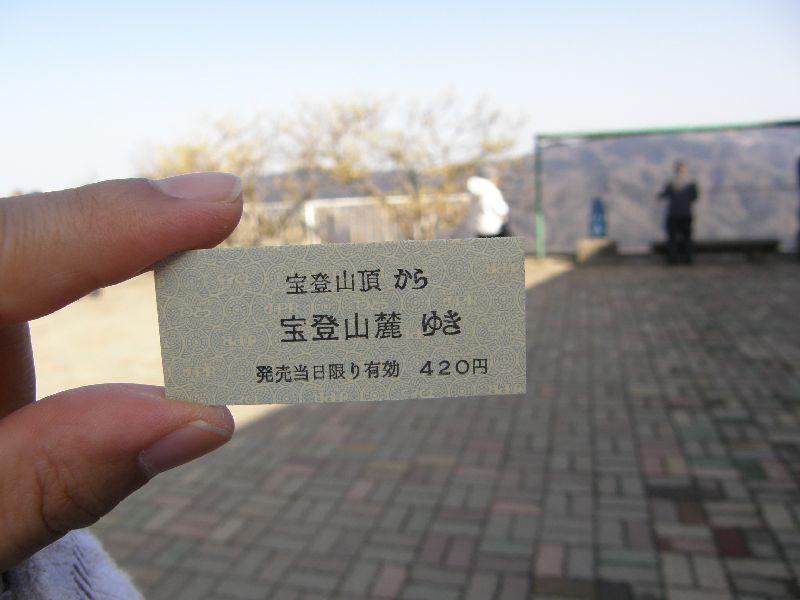 宝登山頂 から
宝登山麓 ゆき
発売当日限り有効 420円